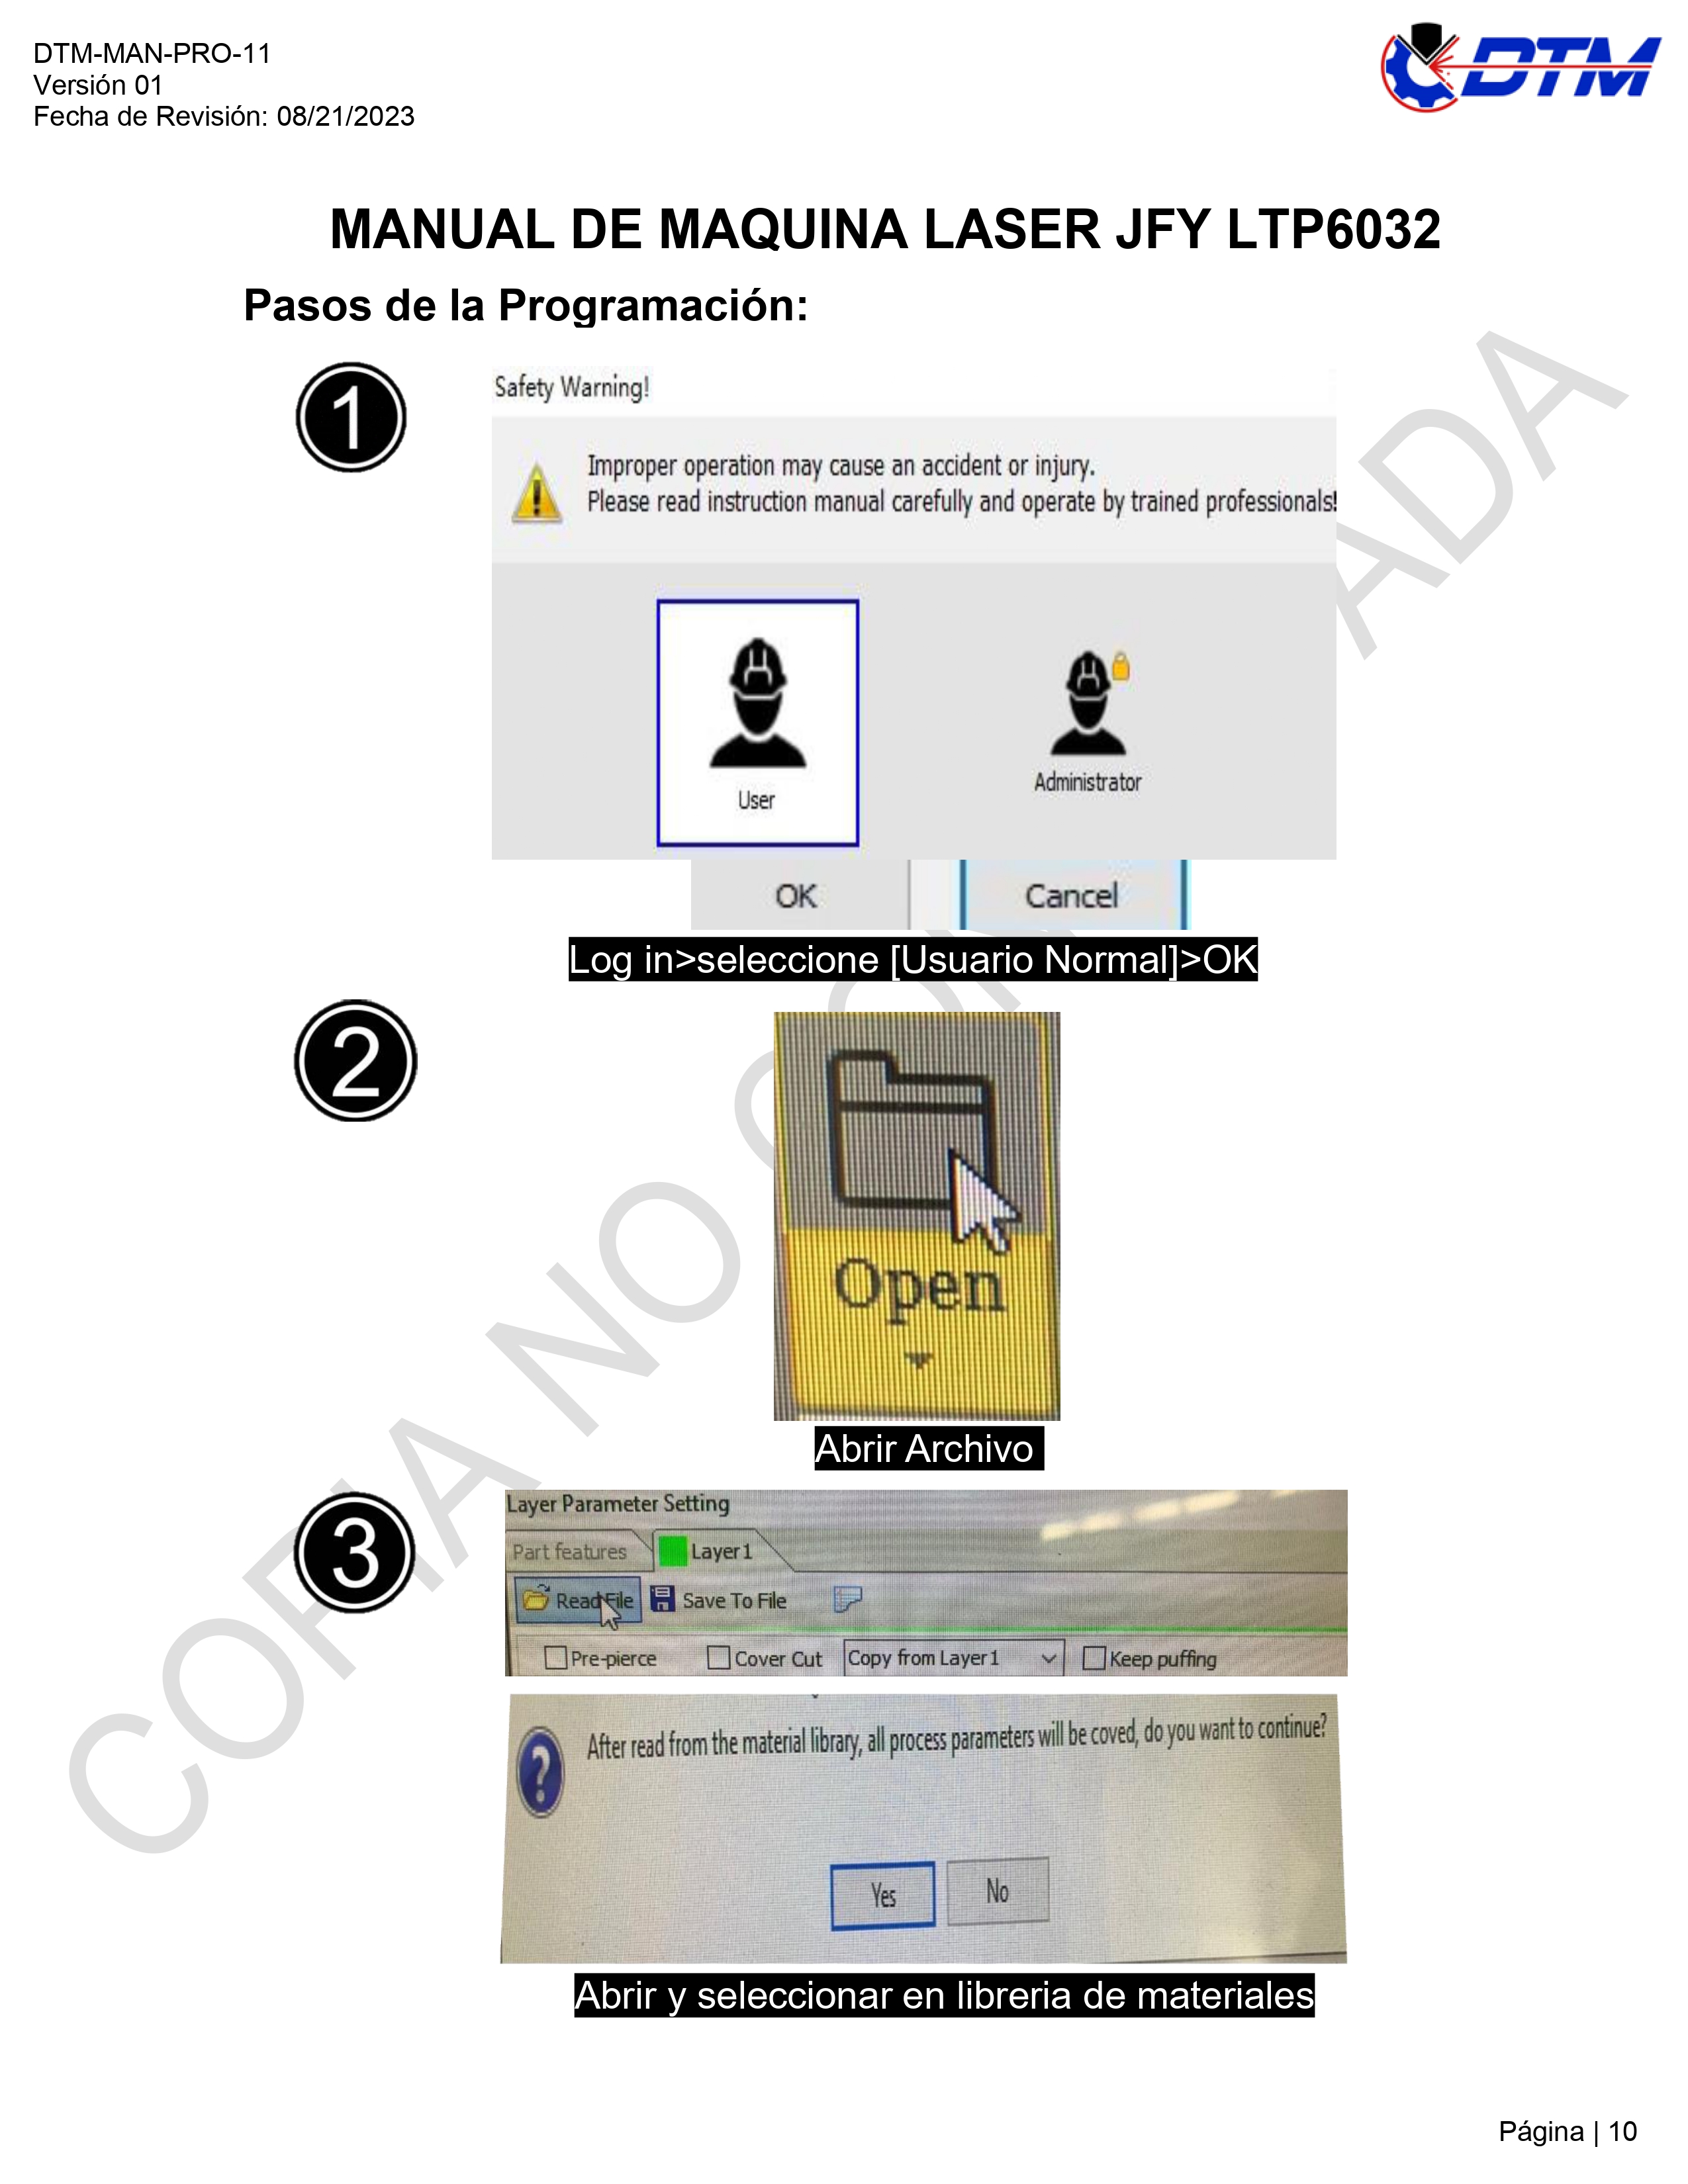 DTM-MAN-PRO-11
Versión 01
Fecha de Revisión: 08/21/2023
DTM
MANUAL DE MAQUINA LASER JFY LTP6032
Pasos de la Programación:
1
Safety Warning!
Improper operation may cause an accident or injury.
Please read instruction manual carefully and operate by trained professionals!
User
Administrator
OK
Cancel
Log in>seleccione [Usuario Normal]>OK
2
Open
Abrir Archivo
3
Layer Parameter Setting
Part features
Layer1
Read File
Save To File
Pre-pierce
Cover Cut
Copy from Layer1
Keep puffing
After read from the material library, all process parameters will be coved, do you want to continue?
Yes
No
Abrir y seleccionar en libreria de materiales
COPIA NO
ADA
Página | 10